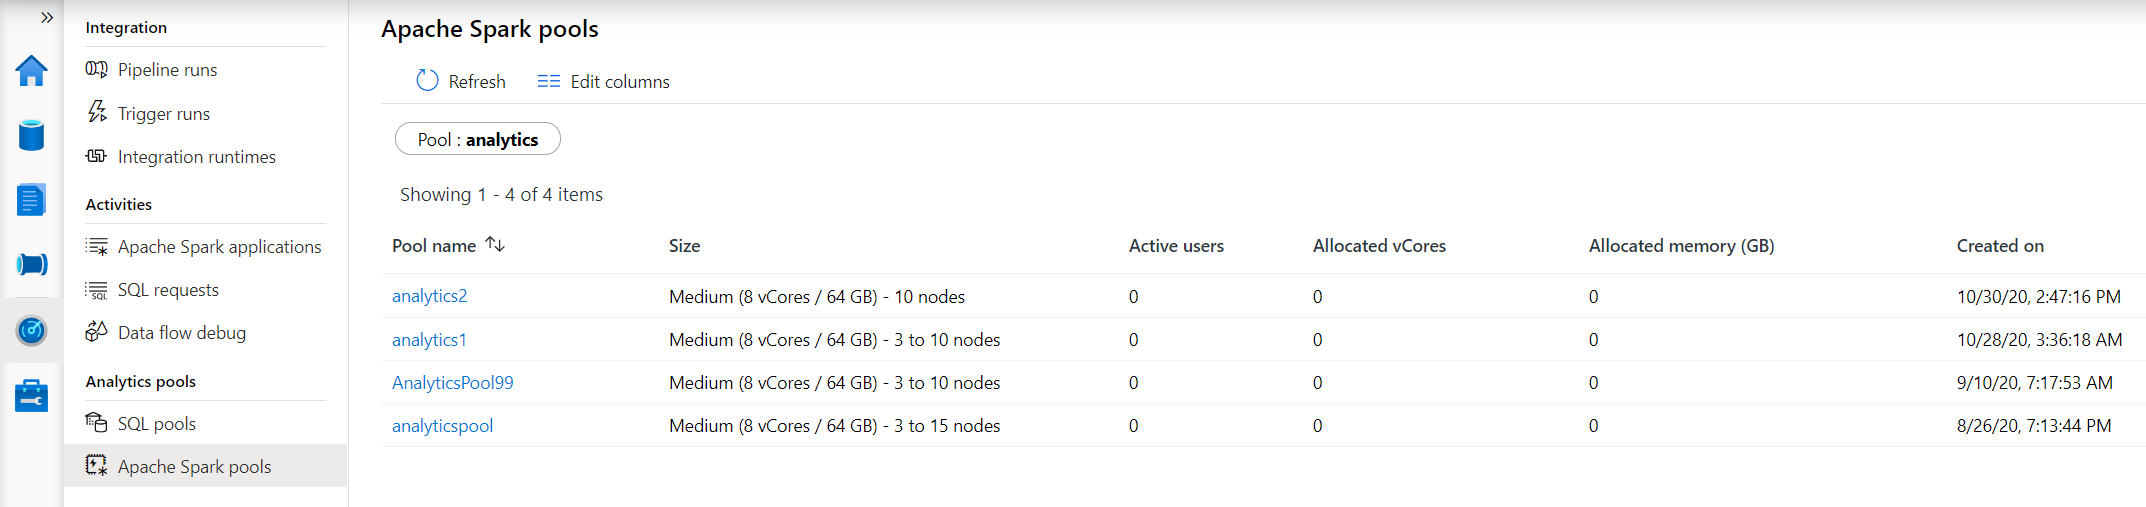 Integration
Pipeline runs
Trigger runs
Integration runtimes
Activities
Apache Spark applications
SQL requests
Data flow debug
Analytics pools
SQL pools
Apache Spark pools
Apache Spark pools
Refresh Edit columns
Pool : analytics
Showing 1 - 4 of 4 items
Pool name Size Active users Allocated vCores Allocated memory (GB) Created on
analytics2 Medium (8 vCores / 64 GB) - 10 nodes 0 0 0 10/30/20, 2:47:16 PM
analytics1 Medium (8 vCores / 64 GB) - 3 to 10 nodes 0 0 0 10/28/20, 3:36:18 AM
AnalyticsPool99 Medium (8 vCores / 64 GB) - 3 to 10 nodes 0 0 0 9/10/20, 7:17:53 AM
analyticspool Medium (8 vCores / 64 GB) - 3 to 15 nodes 0 0 0 8/26/20, 7:13:44 PM